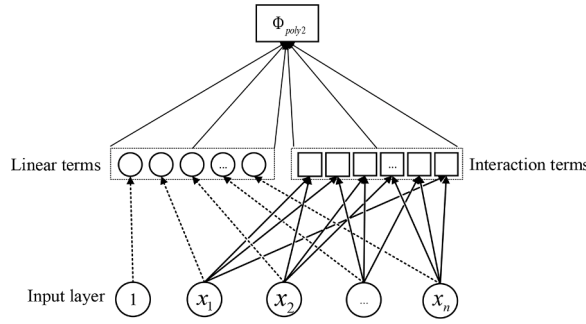 Φpoly2
Linear terms ... ... Interaction terms
Input layer 1 x1 x2 ... xn